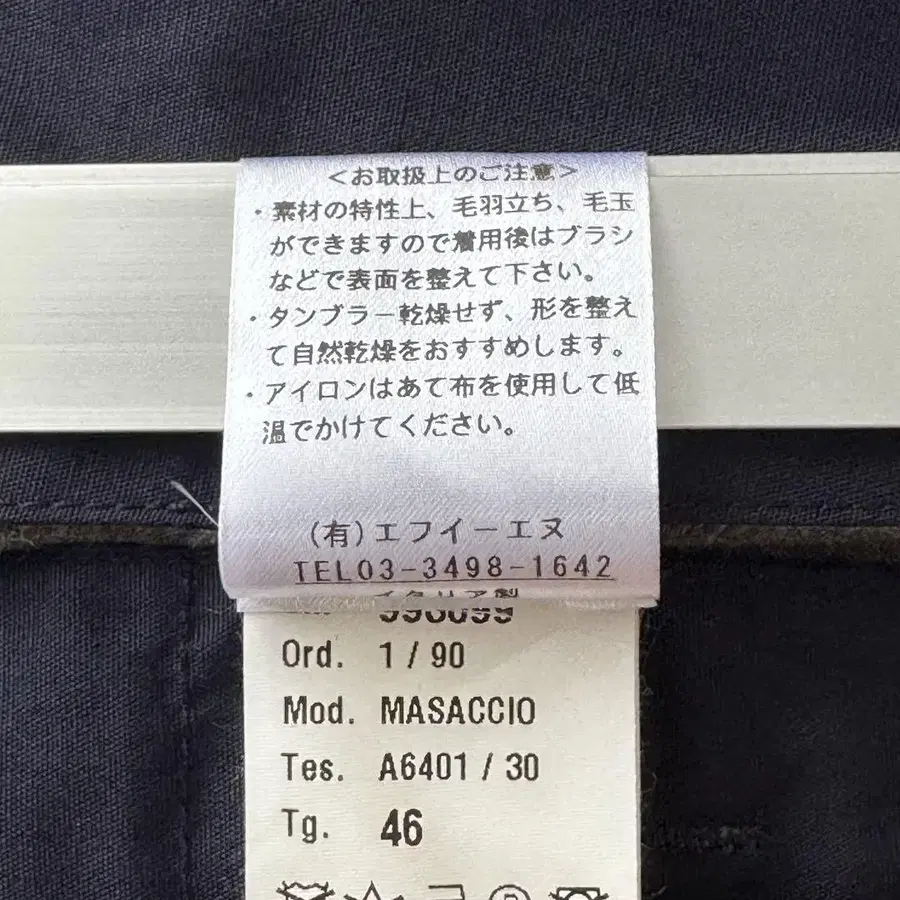 <お取扱上のご注意>
・素材の特性上、毛羽立ち、毛玉
ができますので着用後はブラシ
などで表面を整えて下さい。
・タンブラー乾燥せず、形を整え
て自然乾燥をおすすめします。
・アイロンはあて布を使用して低
温でかけてください。
(有)エフイーエヌ
TEL03-3498-1642
イタリア製
Ord. 1 / 90
Mod. MASACCIO
Tes. A6401 / 30
Tg. 46